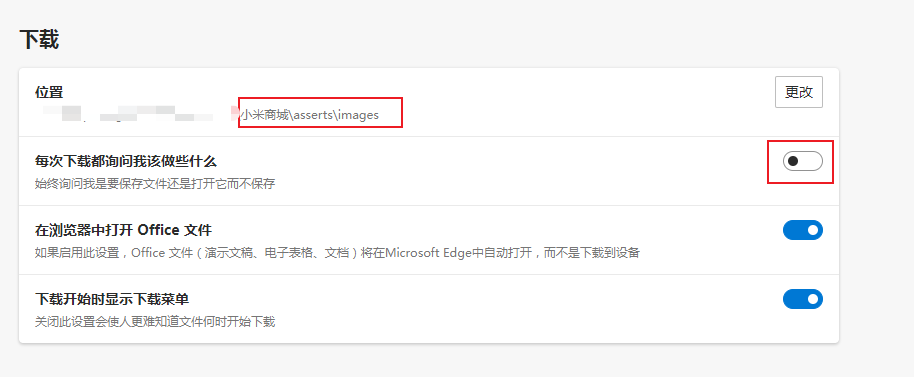 下载
位置
更改
小米商城\asserts\images
每次下载都询问我该做些什么
始终询问我是要保存文件还是打开它而不保存
在浏览器中打开 Office 文件
如果启用此设置，Office 文件（演示文稿、电子表格、文档）将在Microsoft Edge中自动打开，而不是下载到设备
下载开始时显示下载菜单
关闭此设置会使人更难知道文件何时开始下载